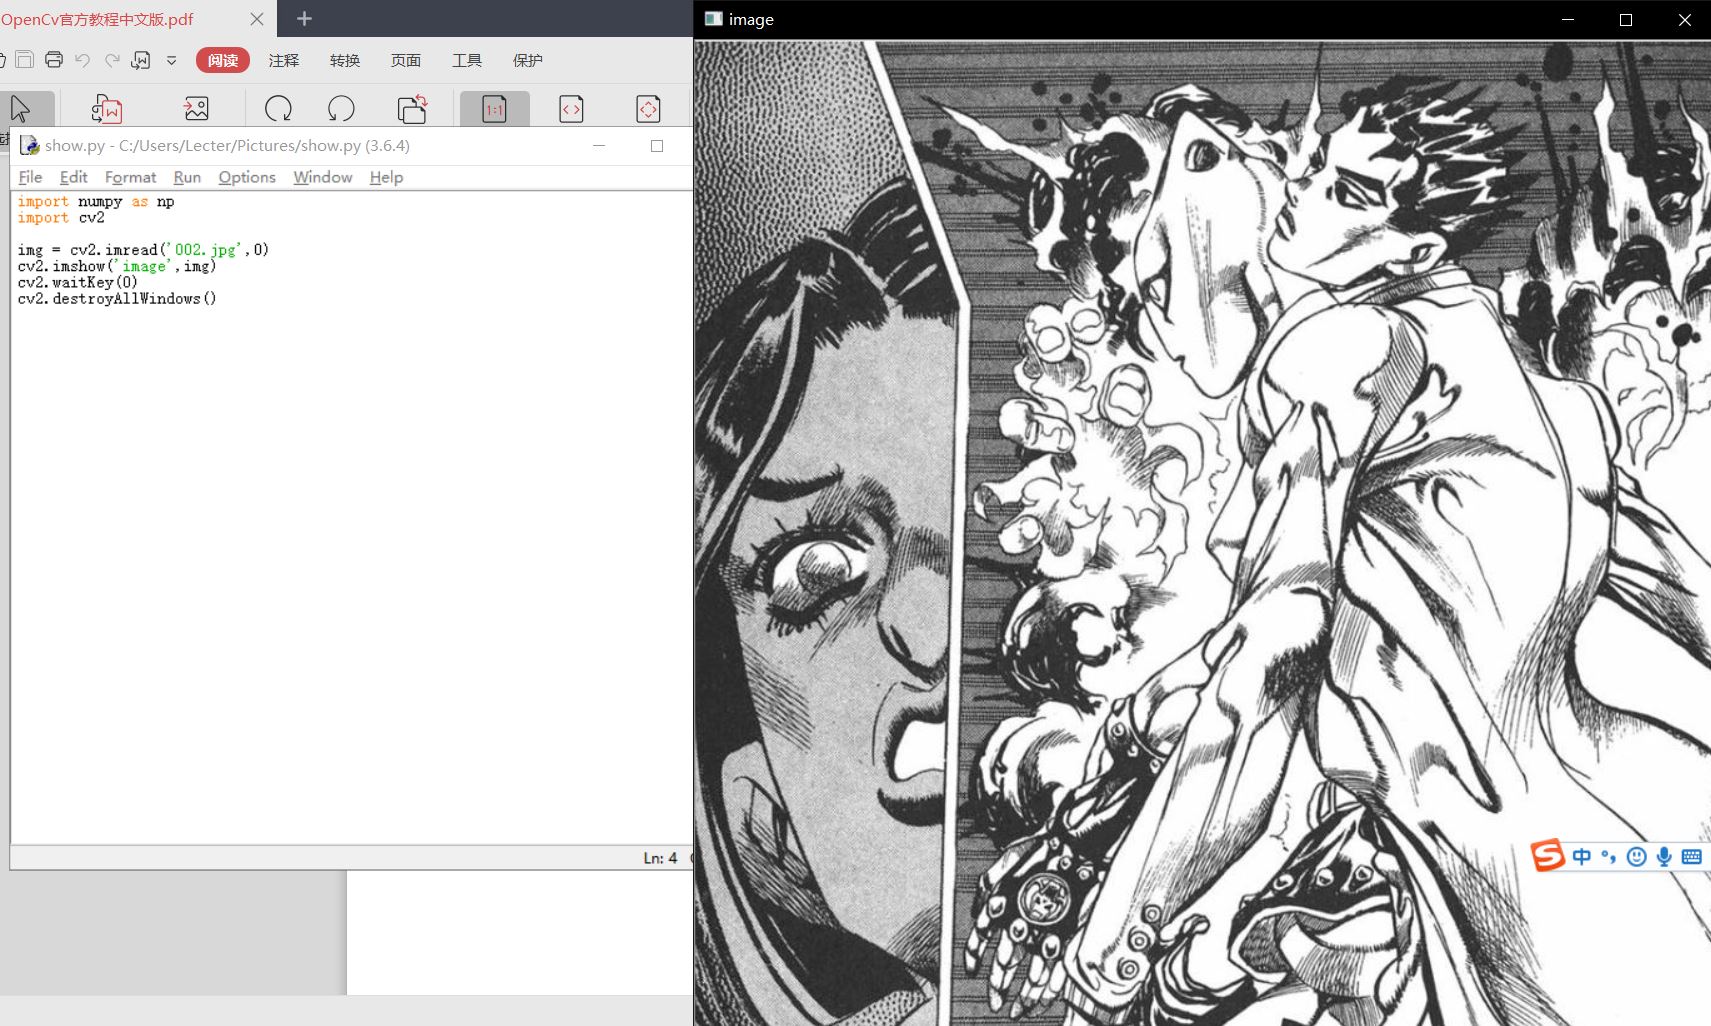 OpenCv官方教程中文版.pdf
image
阅读 注释 转换 页面 工具 保护
1:1
show.py - C:/Users/Lecter/Pictures/show.py (3.6.4)
File Edit Format Run Options Window Help
import numpy as np
import cv2
img = cv2.imread('002.jpg',0)
cv2.imshow('image',img)
cv2.waitKey(0)
cv2.destroyAllWindows()
Ln: 4
中